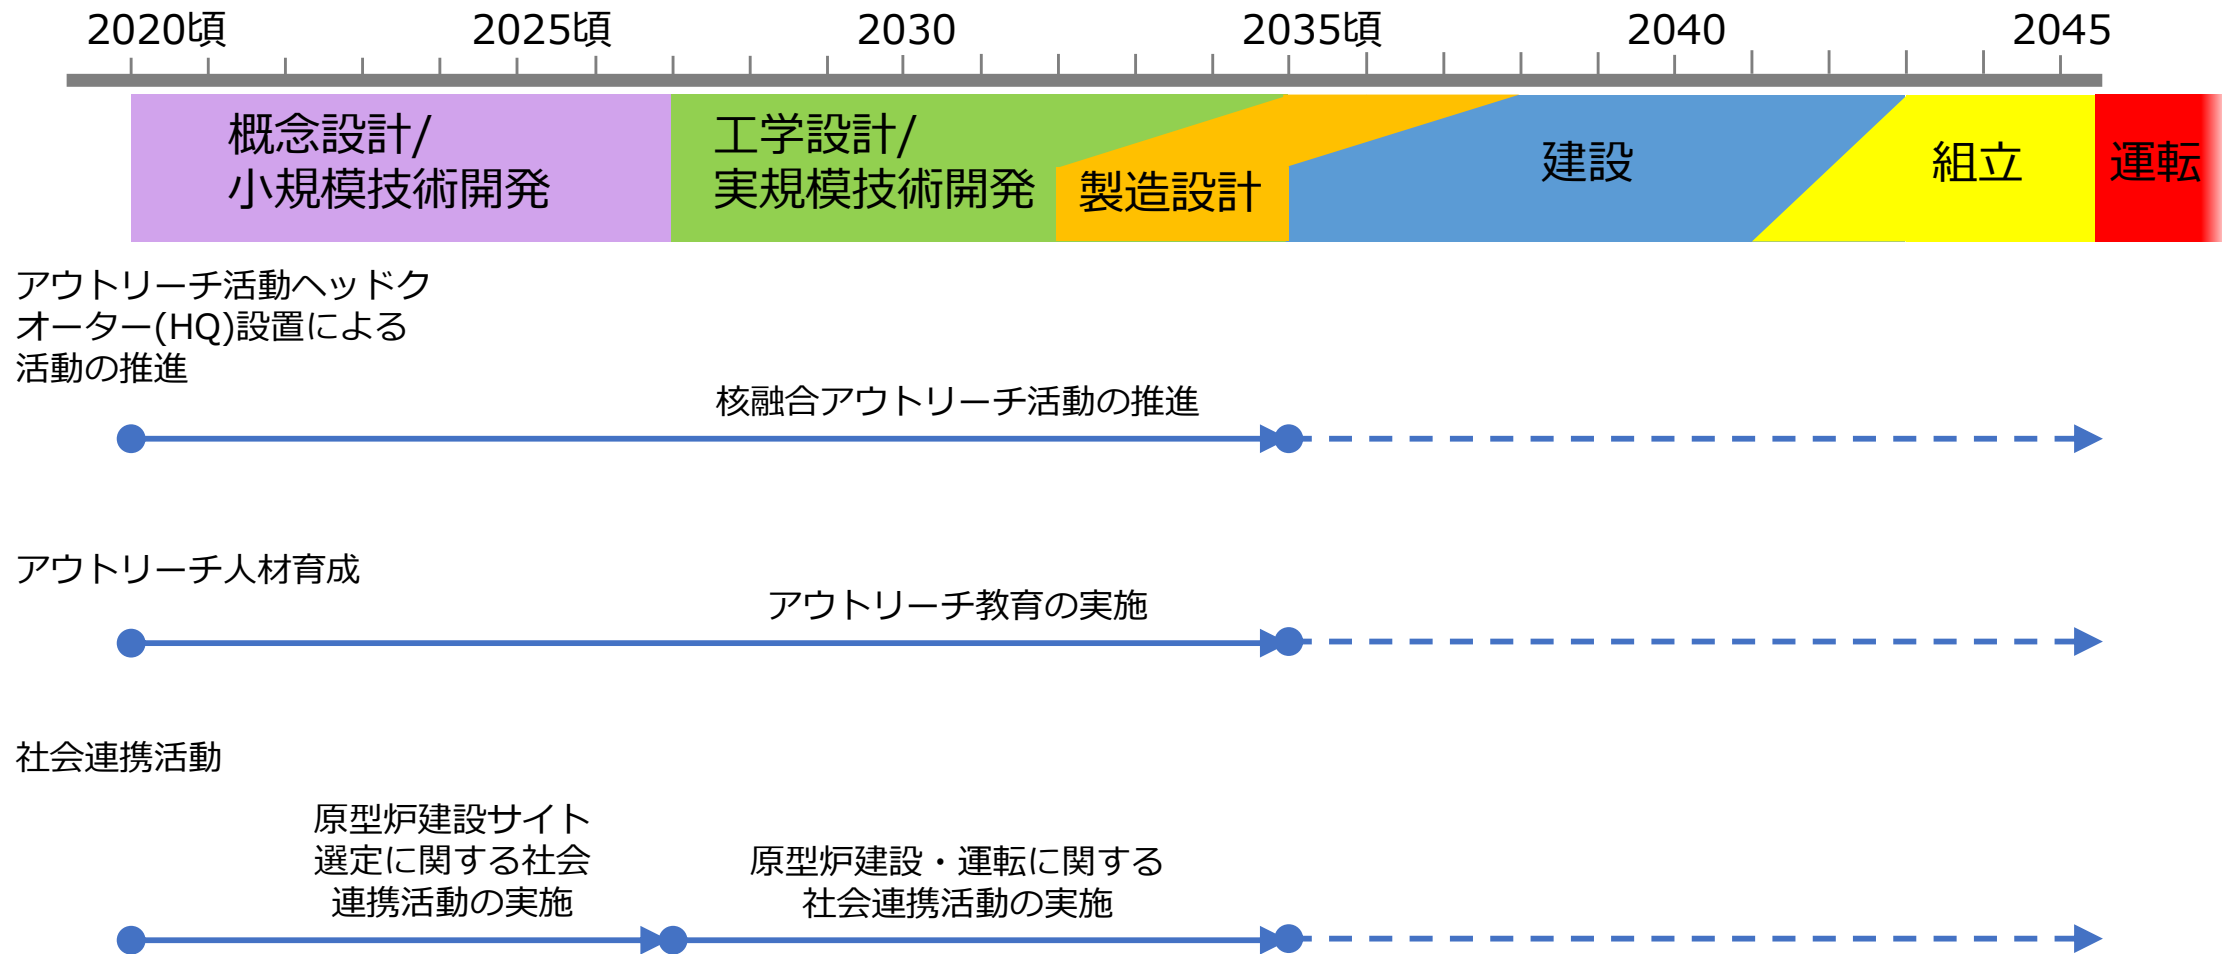 2020頃 2025頃 2030 2035頃 2040 2045
概念設計/
小規模技術開発
工学設計/
実規模技術開発
製造設計
建設
組立
運転
アウトリーチ活動ヘッドク
オーター(HQ)設置による
活動の推進
核融合アウトリーチ活動の推進
アウトリーチ人材育成
アウトリーチ教育の実施
社会連携活動
原型炉建設サイト
選定に関する社会
連携活動の実施
原型炉建設・運転に関する
社会連携活動の実施